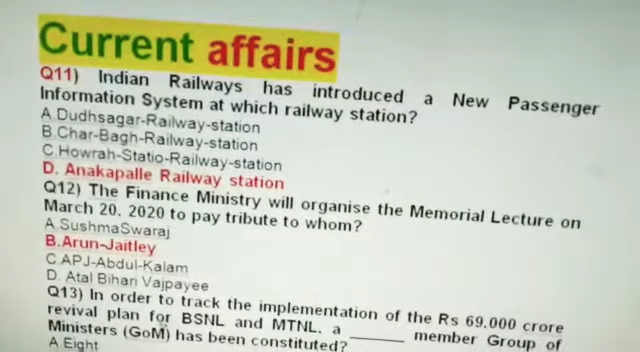 Current affairs
Q11) Indian Railways has introduced a New Passenger
Information System at which railway station?
A.Dudhsagar-Railway-station
B.Char-Bagh-Railway-station
C.Howrah-Statio-Railway-station
D. Anakapalle Railway station
Q12) The Finance Ministry will organise the Memorial Lecture on
March 20, 2020 to pay tribute to whom?
A.SushmaSwaraj
B.Arun-Jaitley
C.APJ-Abdul-Kalam
D. Atal Bihari Vajpayee
Q13) In order to track the implementation of the Rs 69,000 crore
revival plan for BSNL and MTNL, a ______ member Group of
Ministers (GoM) has been constituted?
A.Eight